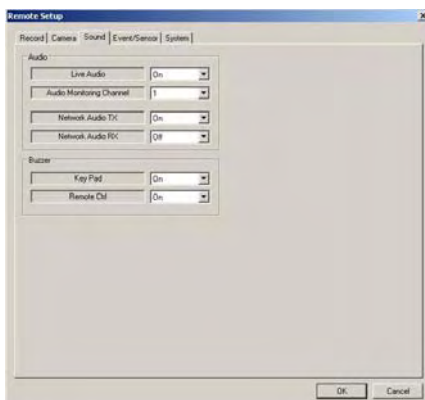 Remote Setup
Record Camera Sound Event/Sensor System
Audio
Live Audio On
Audio Monitoring Channel 1
Network Audio TX On
Network Audio RX Off
Buzzer
Key Pad On
Remote Ctrl On
OK Cancel